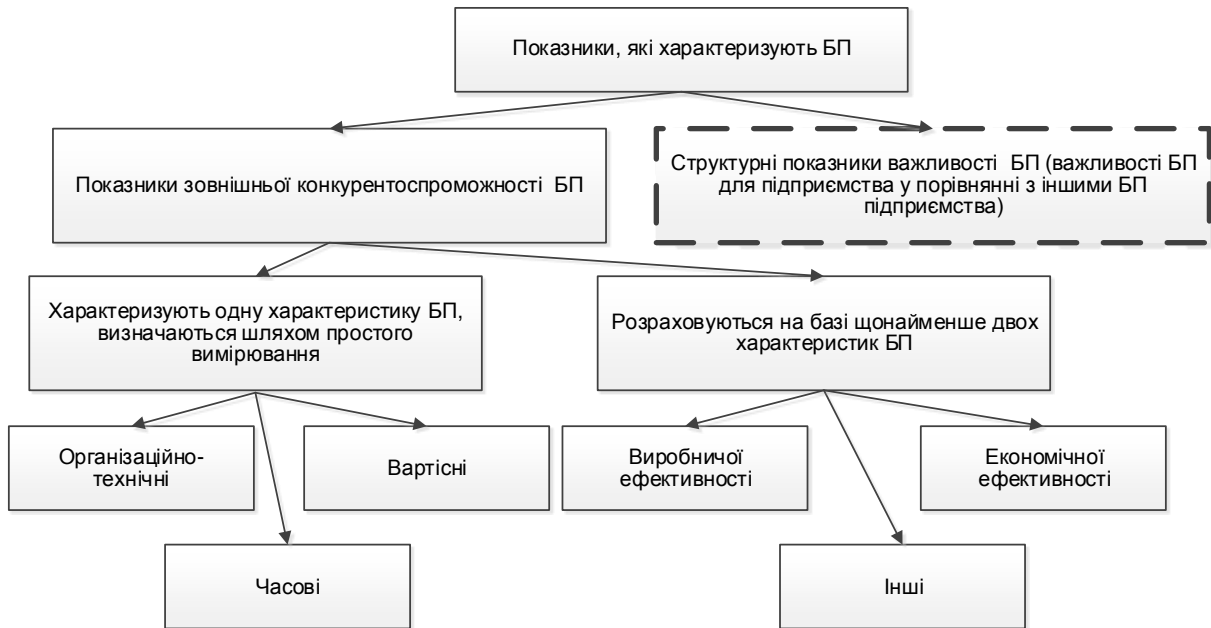 Показники, які характеризують БП
Показники зовнішньої конкурентоспроможності БП
Структурні показники важливості БП (важливості БП
для підприємства у порівнянні з іншими БП
підприємства)
Характеризують одну характеристику БП,
визначаються шляхом простого
вимірювання
Розраховуються на базі щонайменше двох
характеристик БП
Організаційно-
технічні
Вартісні
Виробничої
ефективності
Економічної
ефективності
Часові
Інші